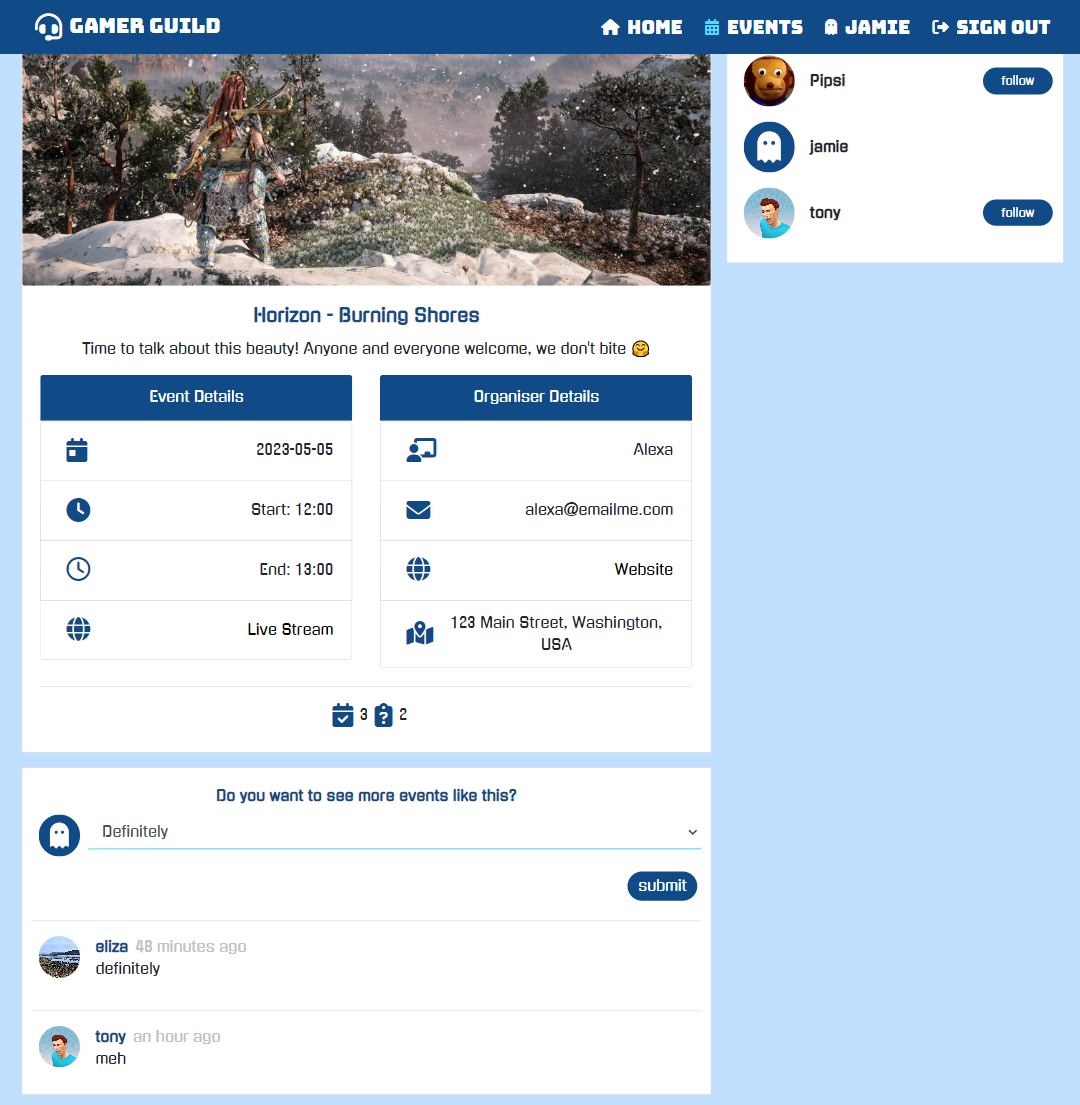 GAMER GUILD
HOME
EVENTS
JAMIE
SIGN OUT
Pipsi
follow
jamie
tony
follow
Horizon - Burning Shores
Time to talk about this beauty! Anyone and everyone welcome, we don't bite 🤗
Event Details
2023-05-05
Start: 12:00
End: 13:00
Live Stream
Organiser Details
Alexa
alexa@emailme.com
Website
123 Main Street, Washington,
USA
3
2
Do you want to see more events like this?
Definitely
submit
eliza 48 minutes ago
definitely
tony an hour ago
meh